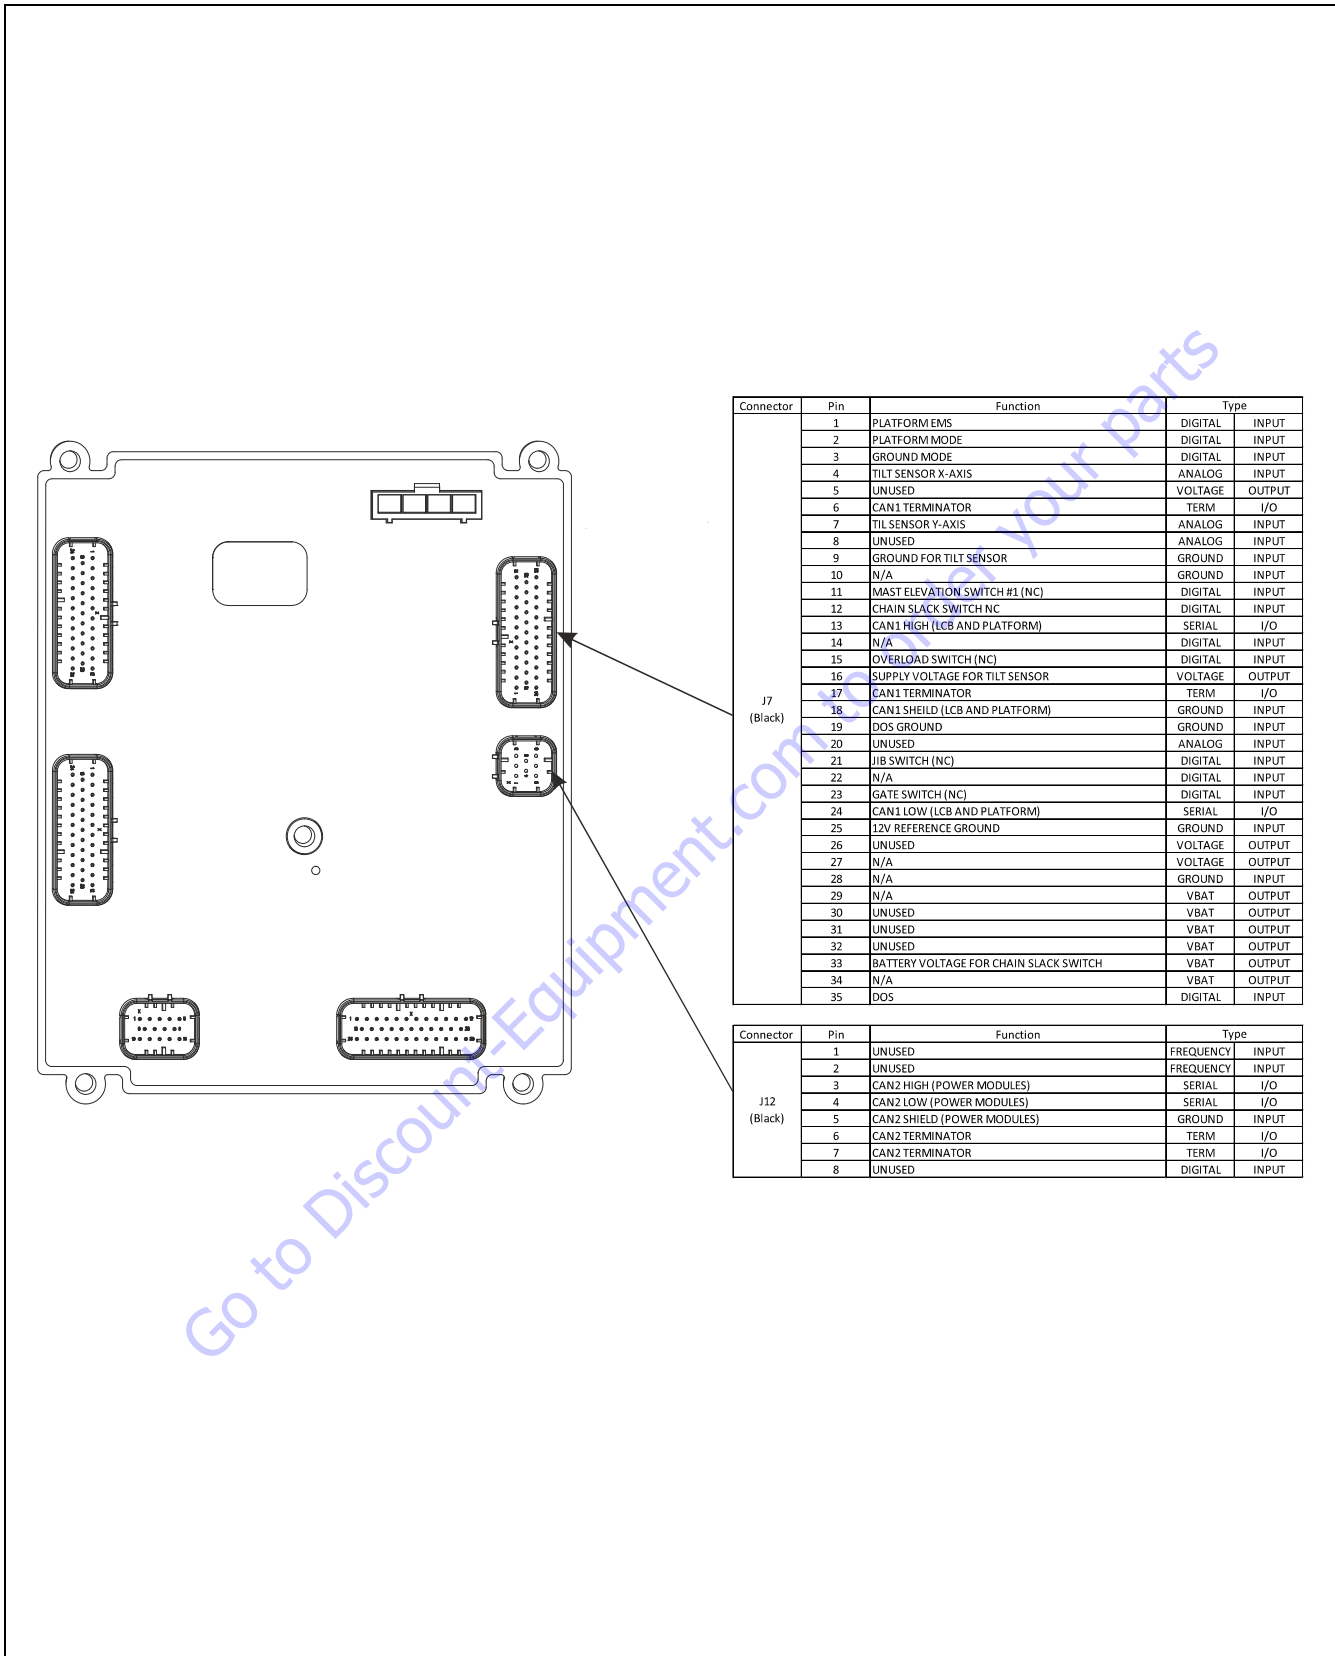 Connector Pin Function Type
1 PLATFORM EMS DIGITAL INPUT
2 PLATFORM MODE DIGITAL INPUT
3 GROUND MODE DIGITAL INPUT
4 TILT SENSOR X-AXIS ANALOG INPUT
5 UNUSED VOLTAGE OUTPUT
6 CAN1 TERMINATOR TERM I/O
7 TIL SENSOR Y-AXIS ANALOG INPUT
8 UNUSED ANALOG INPUT
9 GROUND FOR TILT SENSOR GROUND INPUT
10 N/A GROUND INPUT
11 MAST ELEVATION SWITCH #1 (NC) DIGITAL INPUT
12 CHAIN SLACK SWITCH NC DIGITAL INPUT
13 CAN1 HIGH (LCB AND PLATFORM) SERIAL I/O
14 N/A DIGITAL INPUT
15 OVERLOAD SWITCH (NC) DIGITAL INPUT
16 SUPPLY VOLTAGE FOR TILT SENSOR VOLTAGE OUTPUT
17 CAN1 TERMINATOR TERM I/O
J7
(Black)
18 CAN1 SHEILD (LCB AND PLATFORM) GROUND INPUT
19 DOS GROUND GROUND INPUT
20 UNUSED ANALOG INPUT
21 JIB SWITCH (NC) DIGITAL INPUT
22 N/A DIGITAL INPUT
23 GATE SWITCH (NC) DIGITAL INPUT
24 CAN1 LOW (LCB AND PLATFORM) SERIAL I/O
25 12V REFERENCE GROUND GROUND INPUT
26 UNUSED VOLTAGE OUTPUT
27 N/A VOLTAGE OUTPUT
28 N/A GROUND INPUT
29 N/A VBAT OUTPUT
30 UNUSED VBAT OUTPUT
31 UNUSED VBAT OUTPUT
32 UNUSED VBAT OUTPUT
33 BATTERY VOLTAGE FOR CHAIN SLACK SWITCH VBAT OUTPUT
34 N/A VBAT OUTPUT
35 DOS DIGITAL INPUT
Connector Pin Function Type
1 UNUSED FREQUENCY INPUT
2 UNUSED FREQUENCY INPUT
3 CAN2 HIGH (POWER MODULES) SERIAL I/O
4 CAN2 LOW (POWER MODULES) SERIAL I/O
J12
(Black)
5 CAN2 SHIELD (POWER MODULES) GROUND INPUT
6 CAN2 TERMINATOR TERM I/O
7 CAN2 TERMINATOR TERM I/O
8 UNUSED DIGITAL INPUT
Go to Discount-Equipment.com to order your parts